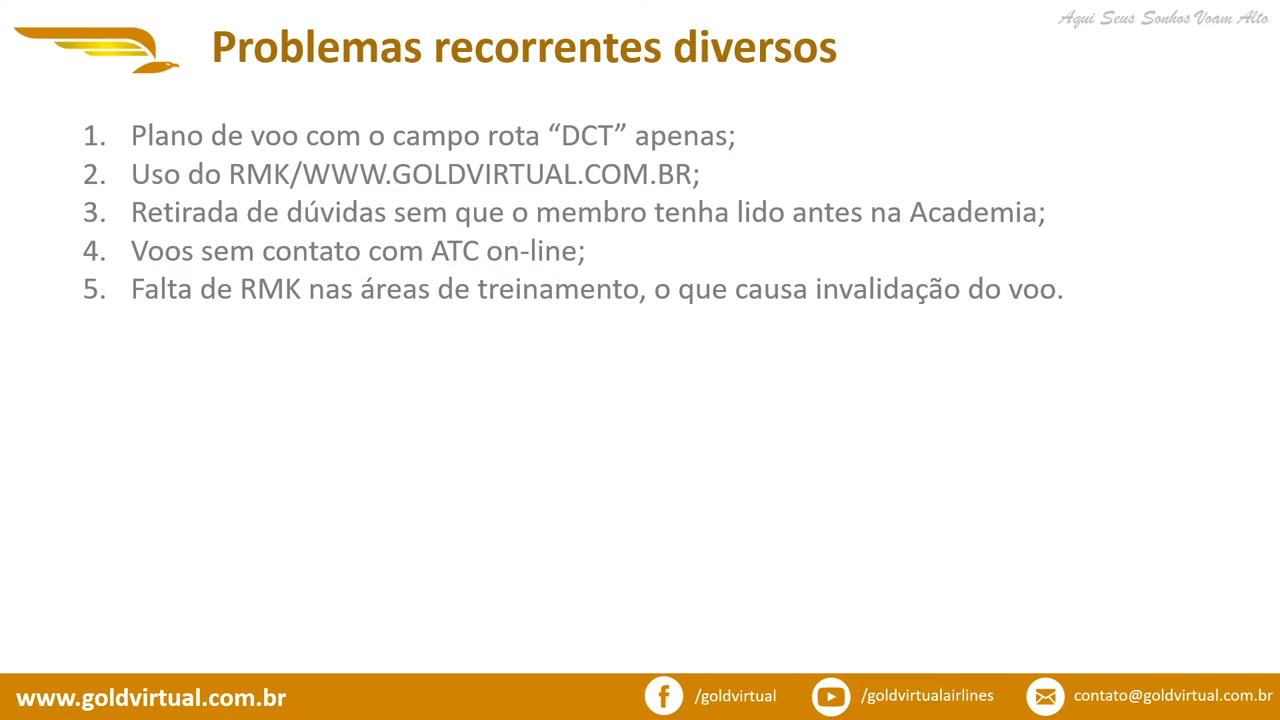 Aqui Seus Sonhos Voam Alto
Problemas recorrentes diversos
1. Plano de voo com o campo rota “DCT” apenas;
2. Uso do RMK/WWW.GOLDVIRTUAL.COM.BR;
3. Retirada de dúvidas sem que o membro tenha lido antes na Academia;
4. Voos sem contato com ATC on-line;
5. Falta de RMK nas áreas de treinamento, o que causa invalidação do voo.
www.goldvirtual.com.br
/goldvirtual
/goldvirtualairlines
contato@goldvirtual.com.br